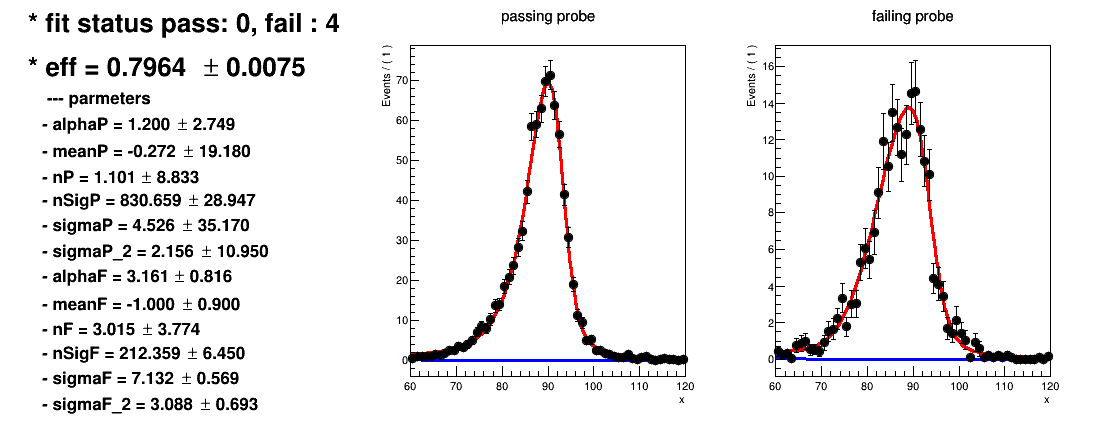 * fit status pass: 0, fail : 4
* eff = 0.7964 ± 0.0075
--- parmeters
- alphaP = 1.200 ± 2.749
- meanP = -0.272 ± 19.180
- nP = 1.101 ± 8.833
- nSigP = 830.659 ± 28.947
- sigmaP = 4.526 ± 35.170
- sigmaP_2 = 2.156 ± 10.950
- alphaF = 3.161 ± 0.816
- meanF = -1.000 ± 0.900
- nF = 3.015 ± 3.774
- nSigF = 212.359 ± 6.450
- sigmaF = 7.132 ± 0.569
- sigmaF_2 = 3.088 ± 0.693
passing probe
Events / ( 1 )
70
60
50
40
30
20
10
0
60 70 80 90 100 110 120
x
failing probe
Events / ( 1 )
16
14
12
10
8
6
4
2
0
60 70 80 90 100 110 120
x